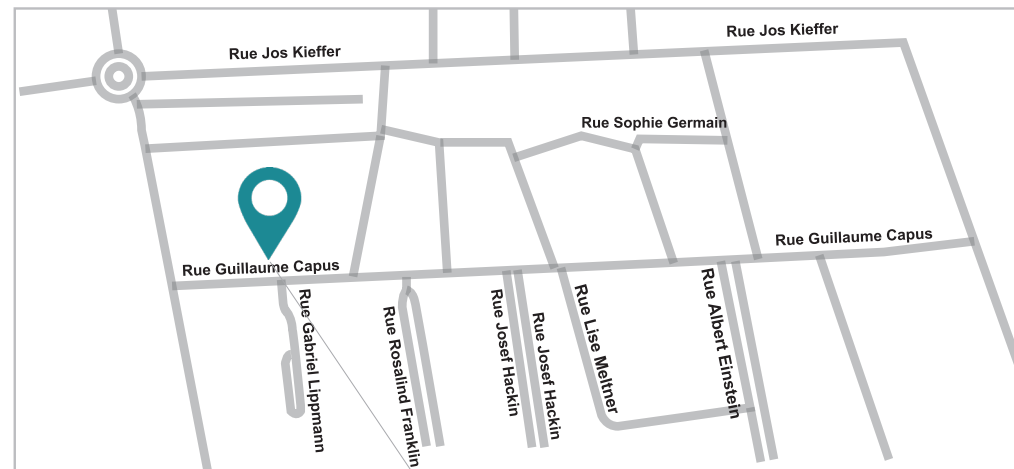 Rue Jos Kieffer
Rue Jos Kieffer
Rue Sophie Germain
Rue Guillaume Capus
Rue Guillaume Capus
Rue Gabriel Lippmann
Rue Rosalind Franklin
Rue Josef Hackin
Rue Josef Hackin
Rue Lise Meltner
Rue Albert Einstein